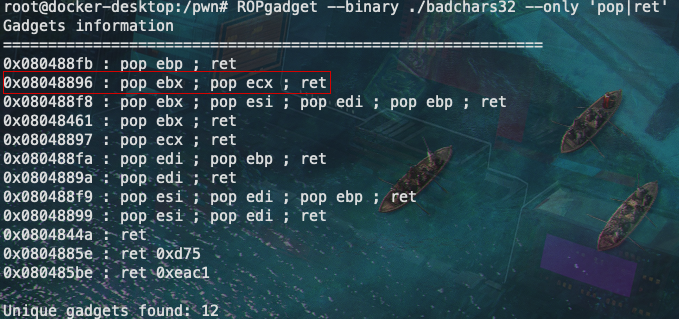 root@docker-desktop:/pwn# ROPgadget --binary ./badchars32 --only 'pop|ret'
Gadgets information
============================================================
0x080488fb : pop ebp ; ret
0x08048896 : pop ebx ; pop ecx ; ret
0x080488f8 : pop ebx ; pop esi ; pop edi ; pop ebp ; ret
0x08048461 : pop ebx ; ret
0x08048897 : pop ecx ; ret
0x080488fa : pop edi ; pop ebp ; ret
0x0804889a : pop edi ; ret
0x080488f9 : pop esi ; pop edi ; pop ebp ; ret
0x08048899 : pop esi ; pop edi ; ret
0x0804844a : ret
0x0804885e : ret 0xd75
0x080485be : ret 0xeac1
Unique gadgets found: 12